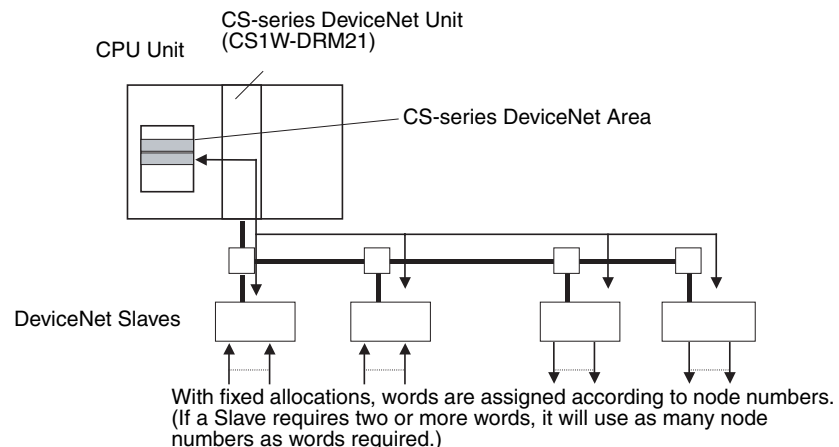 CS-series DeviceNet Unit
(CS1W-DRM21)
CPU Unit
CS-series DeviceNet Area
DeviceNet Slaves
With fixed allocations, words are assigned according to node numbers.
(If a Slave requires two or more words, it will use as many node
numbers as words required.)